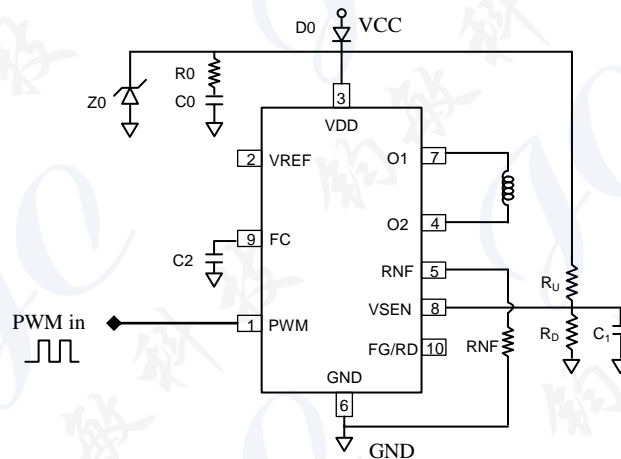 D0 VCC
R0
Z0 C0
3
VDD
2 VREF O1 7
9 FC O2 4
C2
RNF 5
RU
VSEN 8
PWM in 1 PWM
RD C1
FG/RD 10 RNF
GND
6
GND